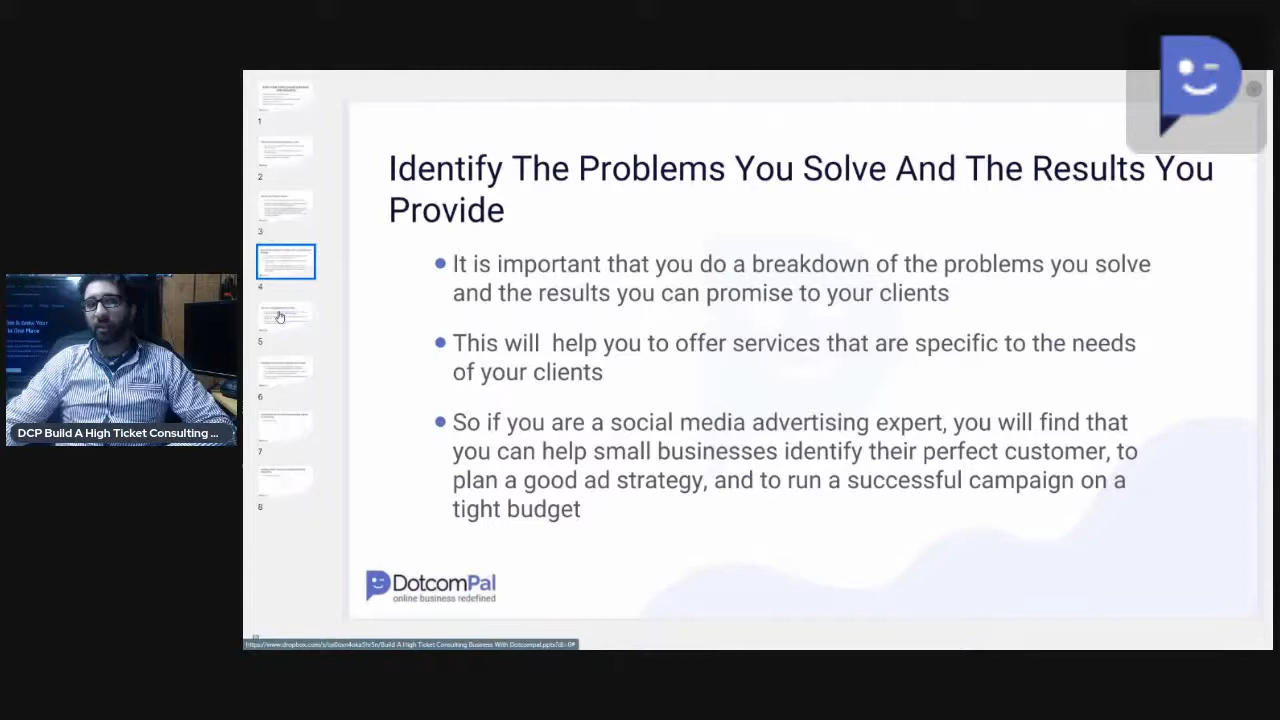 Identify The Problems You Solve And The Results You
Provide
It is important that you do a breakdown of the problems you solve
and the results you can promise to your clients
This will help you to offer services that are specific to the needs
of your clients
So if you are a social media advertising expert, you will find that
you can help small businesses identify their perfect customer, to
plan a good ad strategy, and to run a successful campaign on a
tight budget
DotcomPal
online business redefined
1
2
3
4
5
6
7
8
In One Place
DCP Build A High Ticket Consulting ...